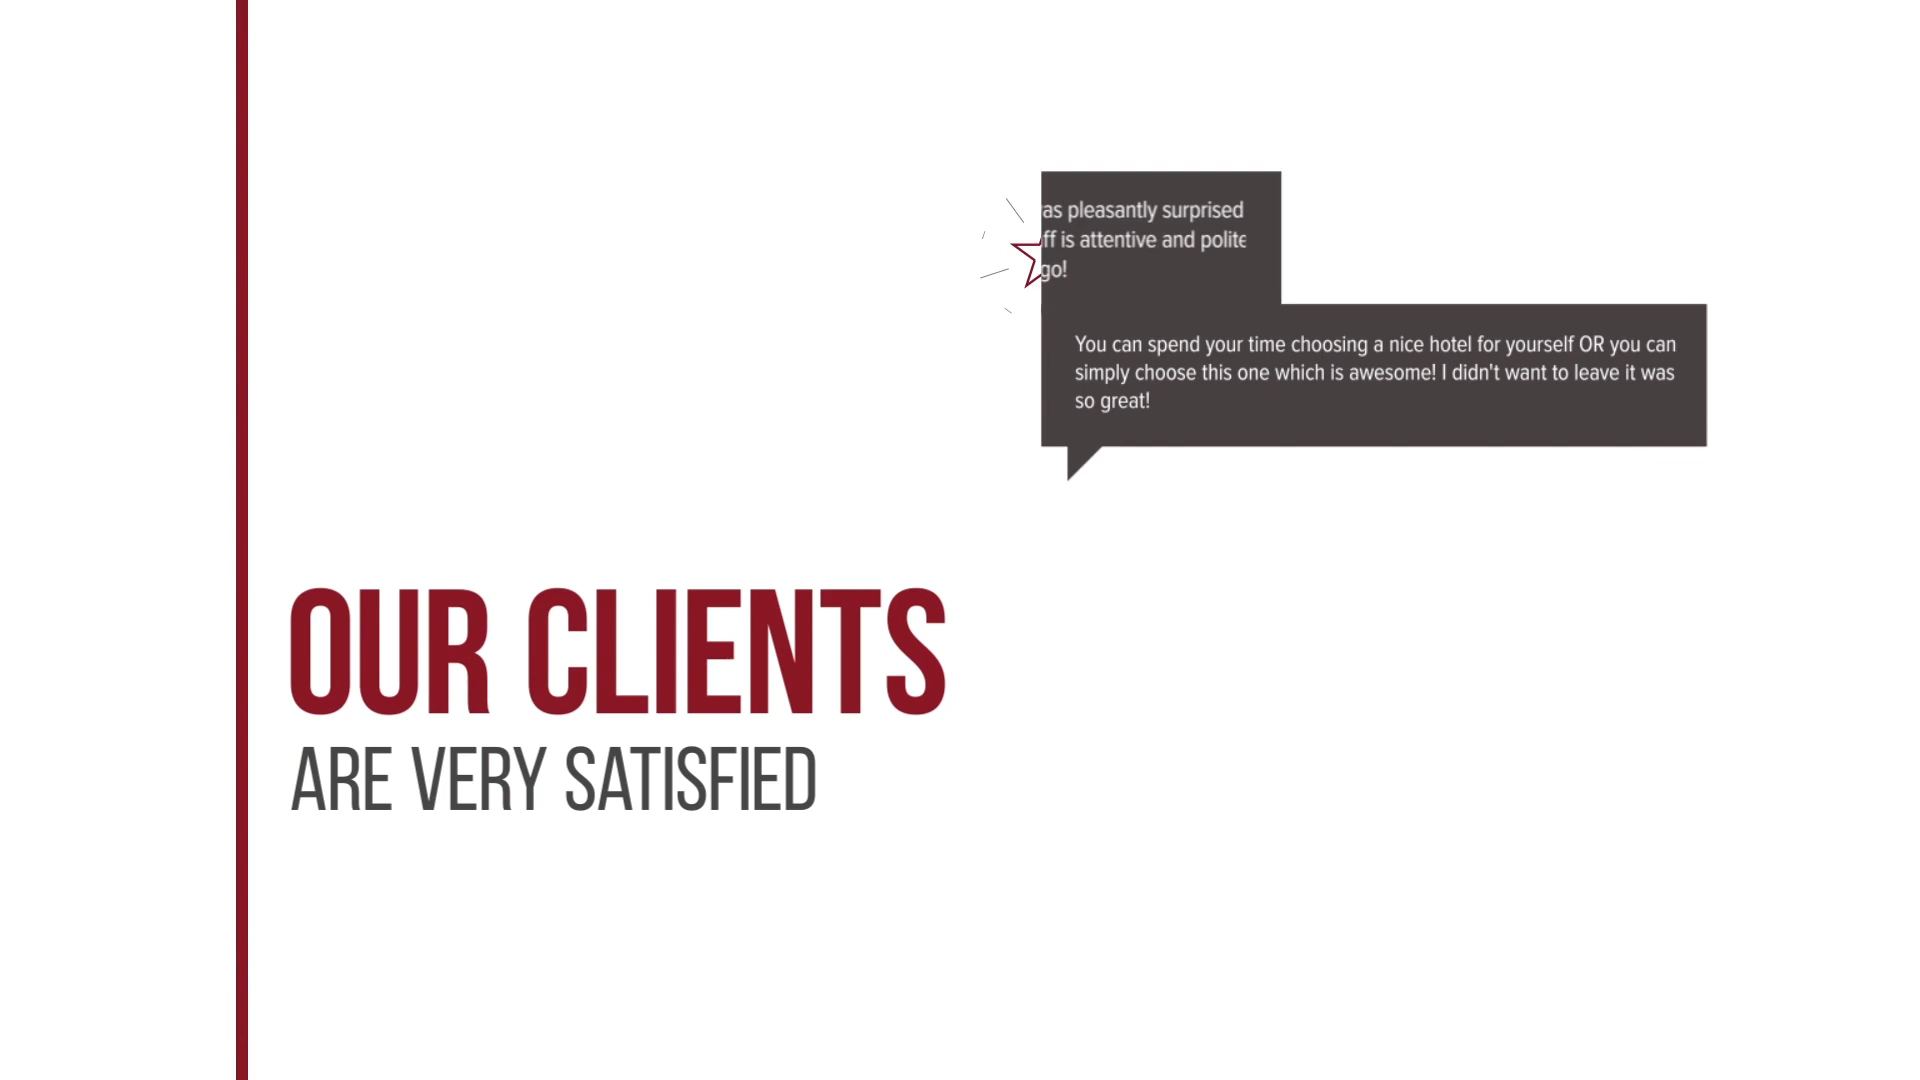 pleasantly surprised
is attentive and polite
go!
You can spend your time choosing a nice hotel for yourself OR you can
simply choose this one which is awesome! I didn't want to leave it was
so great!
OUR CLIENTS
ARE VERY SATISFIED